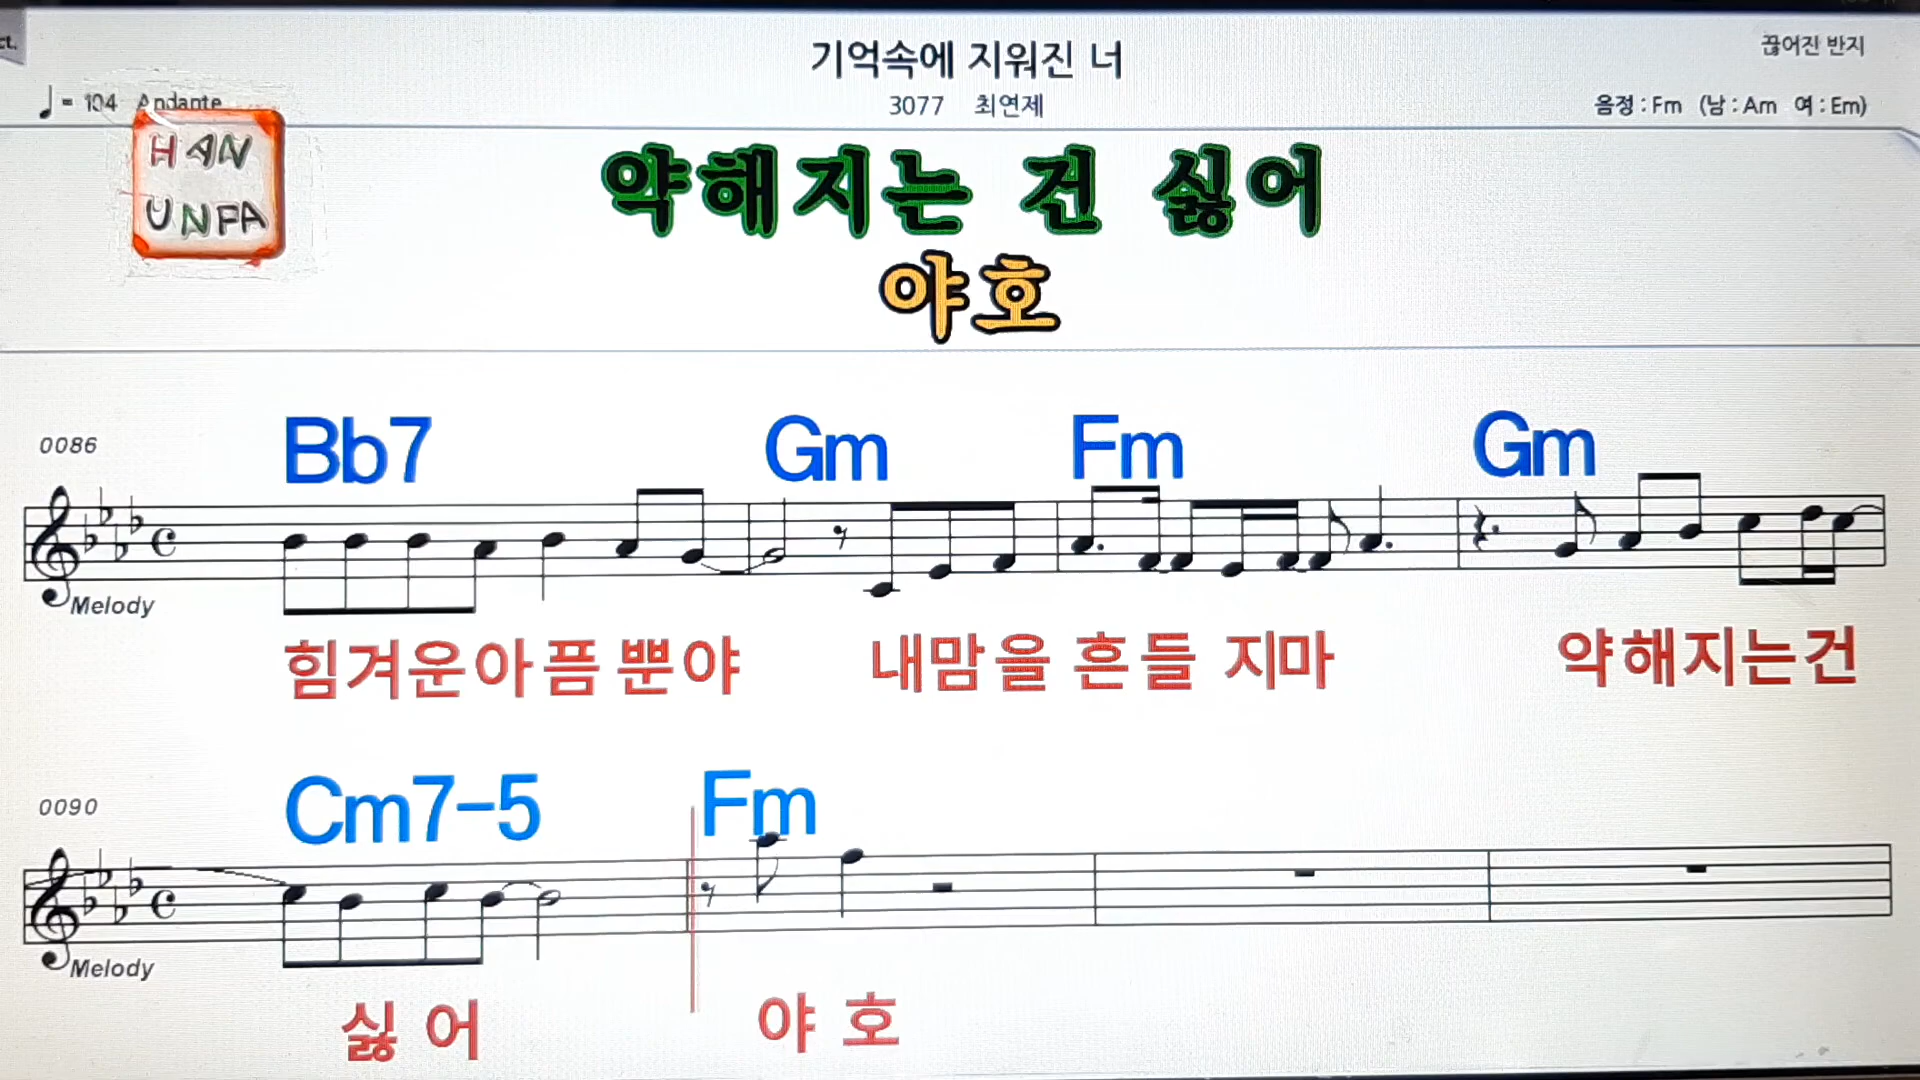 ct.
기억속에 지워진 너
끊어진 반지
♩= 104 Andante
3077 최연제
음정 : Fm (남 : Am 여 : Em)
HAN
UNFA
약해지는 건 싫어
야호
0086
Bb7 Gm Fm Gm
Melody
힘겨운아픔뿐야 내맘을 흔들 지마 약해지는건
0090
Cm7-5 Fm
Melody
싫 어 야 호